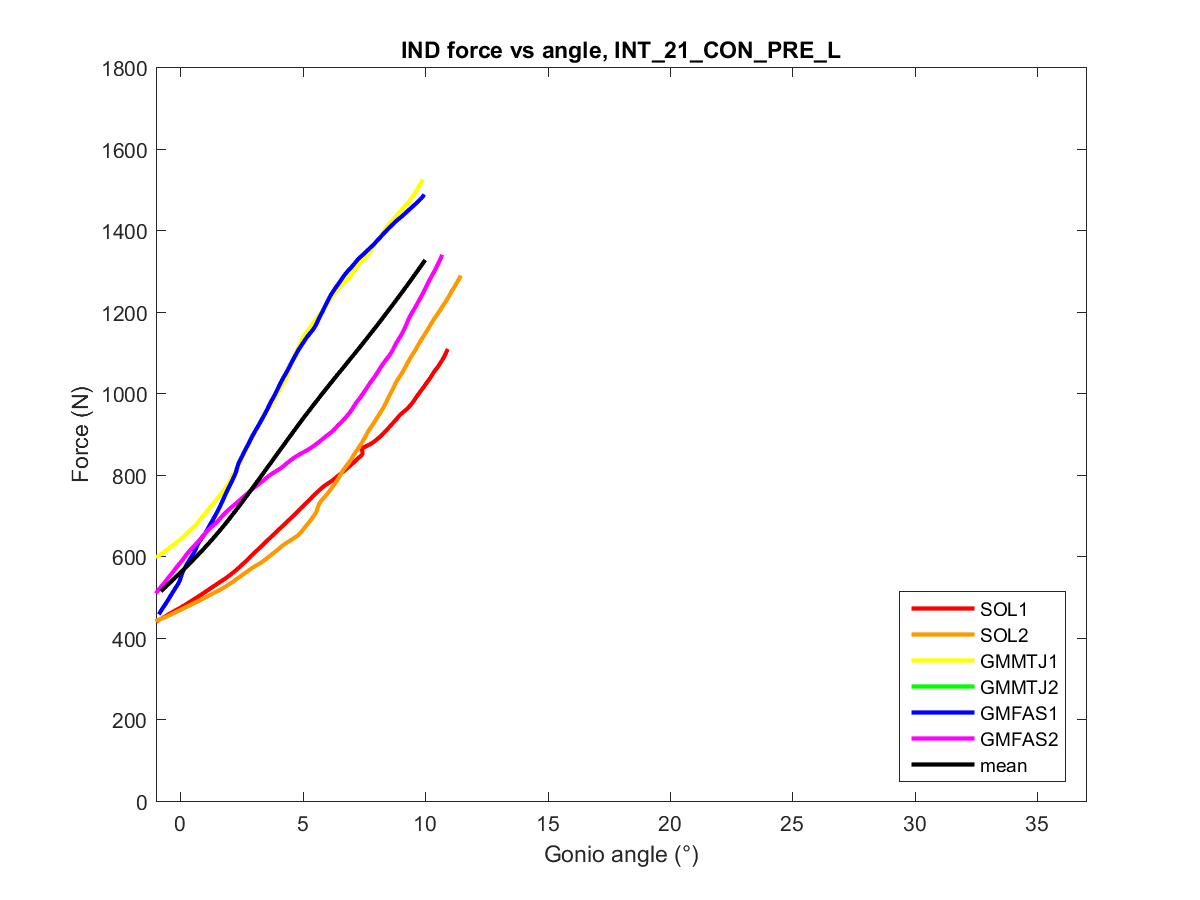 IND force vs angle, INT_21_CON_PRE_L
1800
1600
1400
1200
1000
800
600
400
200
0
Force (N)
0 5 10 15 20 25 30 35
Gonio angle (°)
SOL1
SOL2
GMMTJ1
GMMTJ2
GMFAS1
GMFAS2
mean